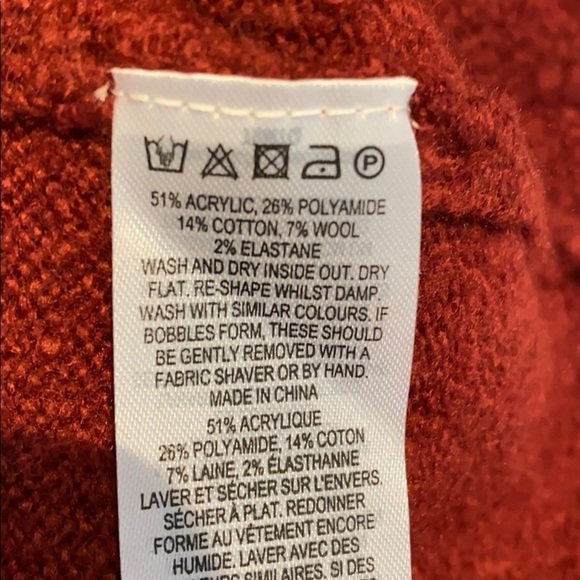 P
51% ACRYLIC, 26% POLYAMIDE
14% COTTON, 7% WOOL
2% ELASTANE
WASH AND DRY INSIDE OUT. DRY
FLAT. RE-SHAPE WHILST DAMP.
WASH WITH SIMILAR COLOURS. IF
BOBBLES FORM, THESE SHOULD
BE GENTLY REMOVED WITH A
FABRIC SHAVER OR BY HAND.
MADE IN CHINA
51% ACRYLIQUE
26% POLYAMIDE, 14% COTON
7% LAINE, 2% ÉLASTHANNE
LAVER ET SÉCHER SUR L'ENVERS.
SÉCHER À PLAT. REDONNER
FORME AU VÊTEMENT ENCORE
HUMIDE. LAVER AVEC DES
SIMILAIRES. SI DES